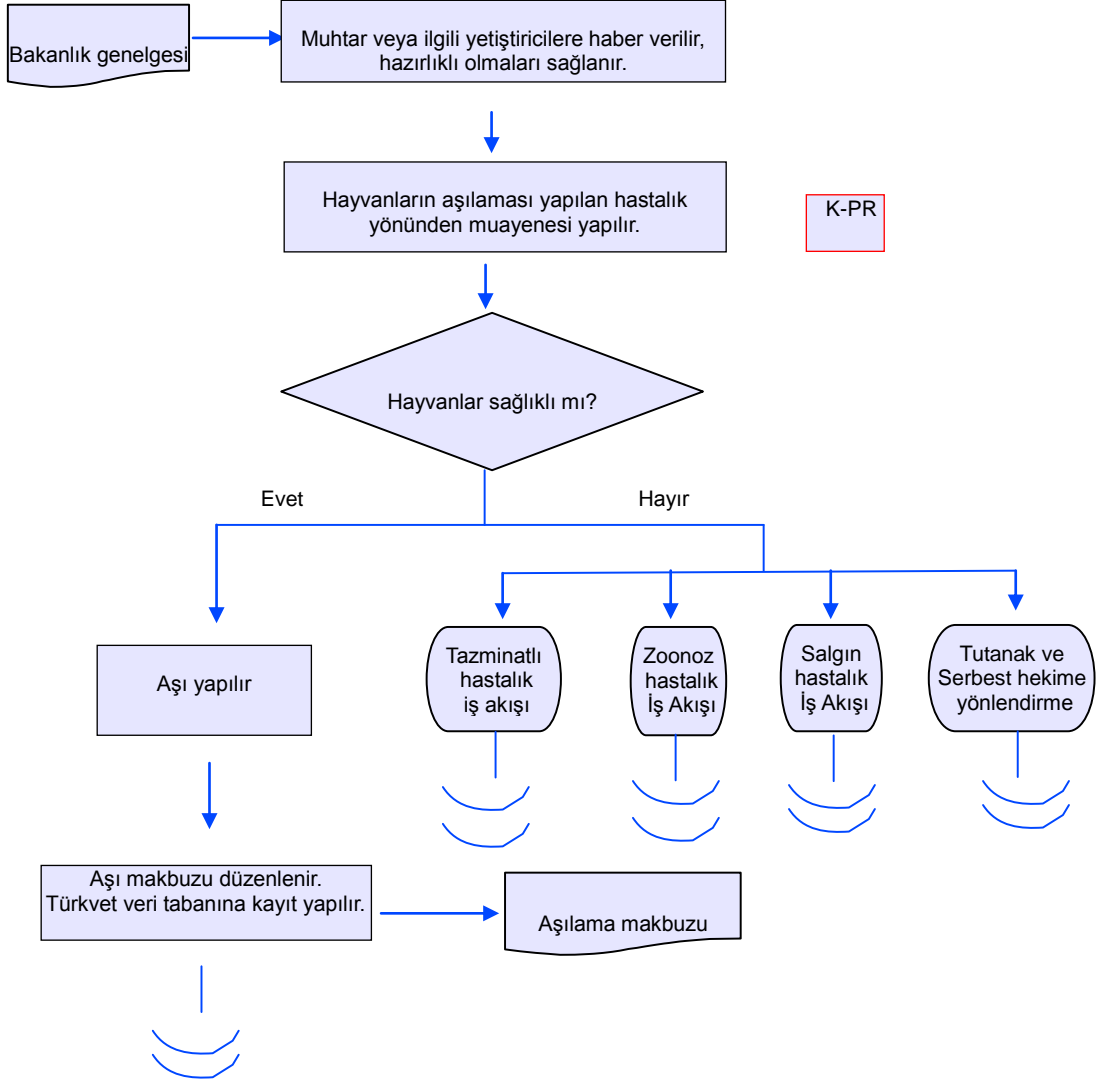 Bakanlık genelgesi
Muhtar veya ilgili yetiştiricilere haber verilir,
hazırlıklı olmaları sağlanır.
Hayvanların aşılaması yapılan hastalık
yönünden muayenesi yapılır.
K-PR
Hayvanlar sağlıklı mı?
Evet
Hayır
Aşı yapılır
Tazminatlı
hastalık
iş akışı
Zoonoz
hastalık
İş Akışı
Salgın
hastalık
İş Akışı
Tutanak ve
Serbest hekime
yönlendirme
Aşı makbuzu düzenlenir.
Türkvet veri tabanına kayıt yapılır.
Aşılama makbuzu